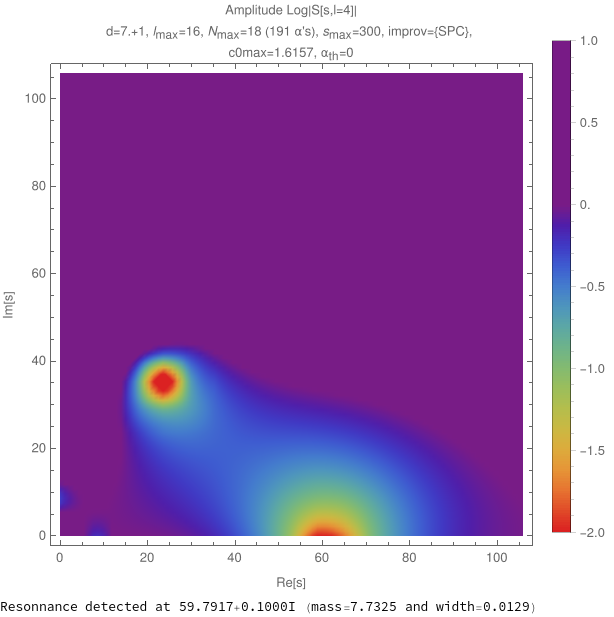 Amplitude Log|S[s,l=4]|
d=7.+1, lmax=16, Nmax=18 (191 α's), smax=300, improv={SPC},
c0max=1.6157, αth=0
1.0
0.5
0.
−0.5
−1.0
−1.5
−2.0
100
80
60
40
20
0
Im[s]
0 20 40 60 80 100
Re[s]
Resonnance detected at 59.7917+0.1000I (mass=7.7325 and width=0.0129)